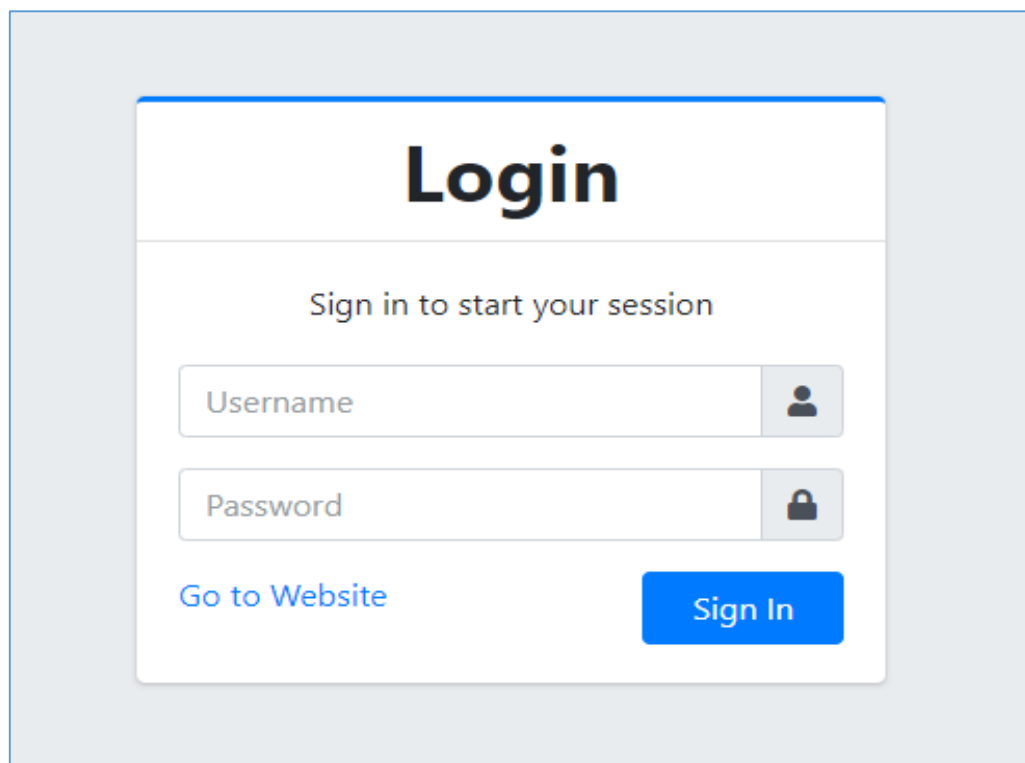 Login
Sign in to start your session
Username
Password
Go to Website
Sign In